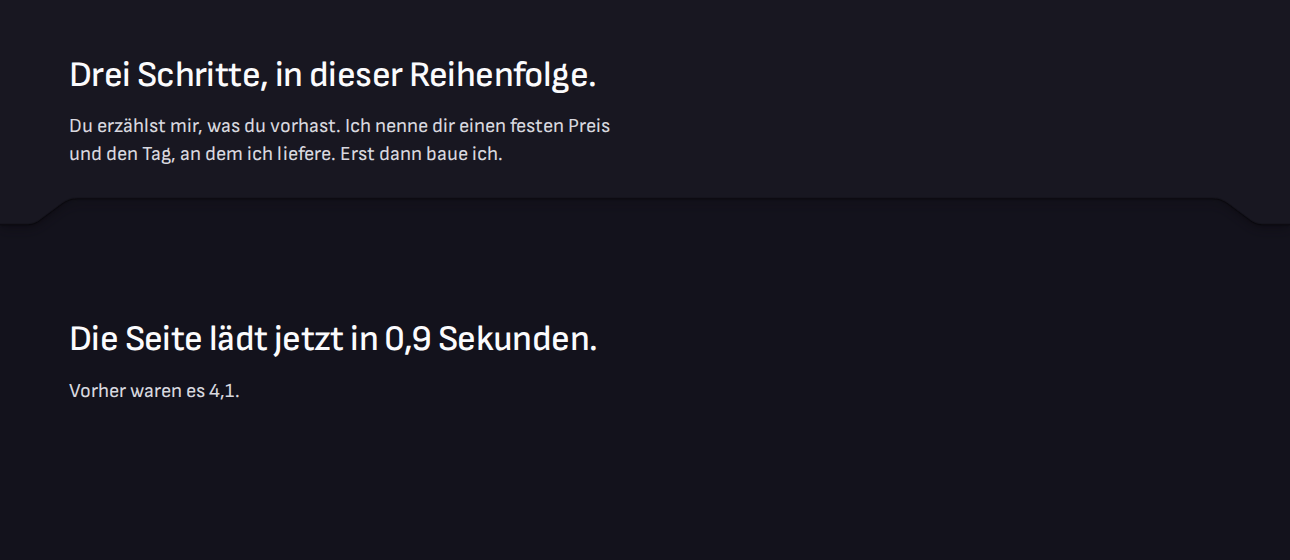 Drei Schritte, in dieser Reihenfolge.
Du erzählst mir, was du vorhast. Ich nenne dir einen festen Preis
und den Tag, an dem ich liefere. Erst dann baue ich.
Die Seite lädt jetzt in 0,9 Sekunden.
Vorher waren es 4,1.